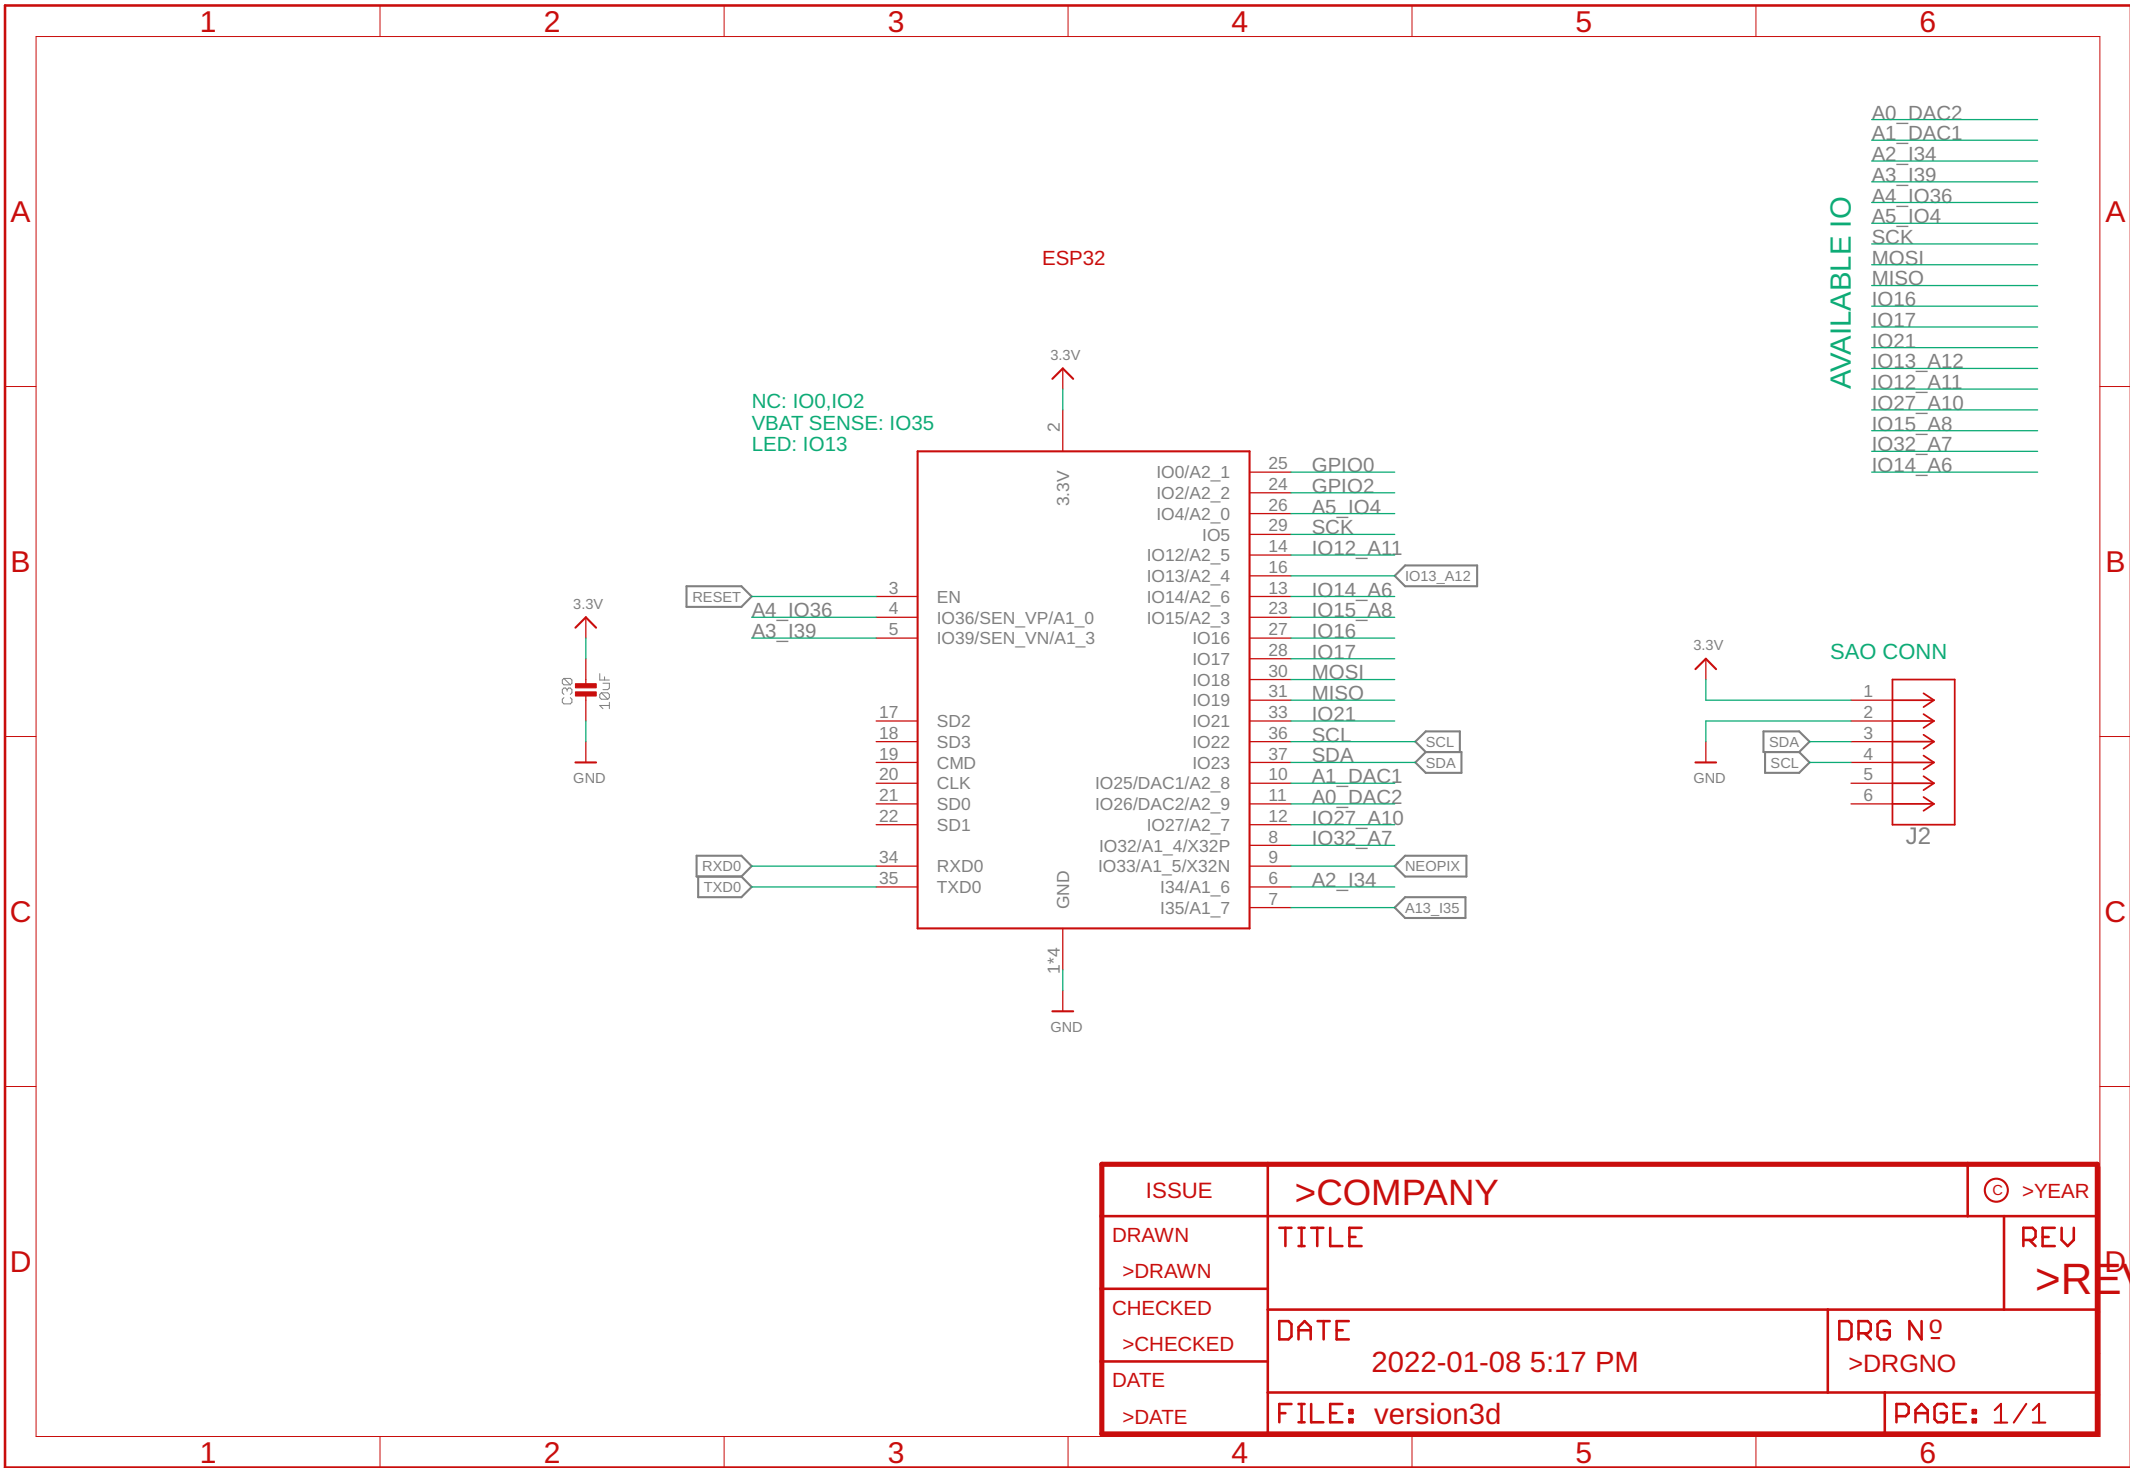 1 2 3 4 5 6
A
B
C
D
A
B
C
D
ESP32
3.3V
2
NC: IO0,IO2
VBAT SENSE: IO35
LED: IO13
3.3V
GND
1*4
GND
RESET 3 EN
A4_IO36 4 IO36/SEN_VP/A1_0
A3_I39 5 IO39/SEN_VN/A1_3
17 SD2
18 SD3
19 CMD
20 CLK
21 SD0
22 SD1
RXD0 34 RXD0
TXD0 35 TXD0
IO0/A2_1 25 GPIO0
IO2/A2_2 24 GPIO2
IO4/A2_0 26 A5_IO4
IO5 29 SCK
IO12/A2_5 14 IO12_A11
IO13/A2_4 16 IO13_A12
IO14/A2_6 13 IO14_A6
IO15/A2_3 23 IO15_A8
IO16 27 IO16
IO17 28 IO17
IO18 30 MOSI
IO19 31 MISO
IO21 33 IO21
IO22 36 SCL SCL
IO23 37 SDA SDA
IO25/DAC1/A2_8 10 A1_DAC1
IO26/DAC2/A2_9 11 A0_DAC2
IO27/A2_7 12 IO27_A10
IO32/A1_4/X32P 8 IO32_A7
IO33/A1_5/X32N 9 NEOPIX
I34/A1_6 6 A2_I34
I35/A1_7 7 A13_I35
3.3V
C30
10uF
GND
AVAILABLE IO
A0_DAC2
A1_DAC1
A2_I34
A3_I39
A4_IO36
A5_IO4
SCK
MOSI
MISO
IO16
IO17
IO21
IO13_A12
IO12_A11
IO27_A10
IO15_A8
IO32_A7
IO14_A6
SAO CONN
3.3V
GND
1
2
SDA 3
SCL 4
5
6
J2
ISSUE >COMPANY © >YEAR
DRAWN
>DRAWN
CHECKED
>CHECKED
DATE
>DATE
TITLE
REV
>REV
DATE
2022-01-08 5:17 PM
DRG Nº
>DRGNO
FILE: version3d
PAGE: 1/1
1 2 3 4 5 6